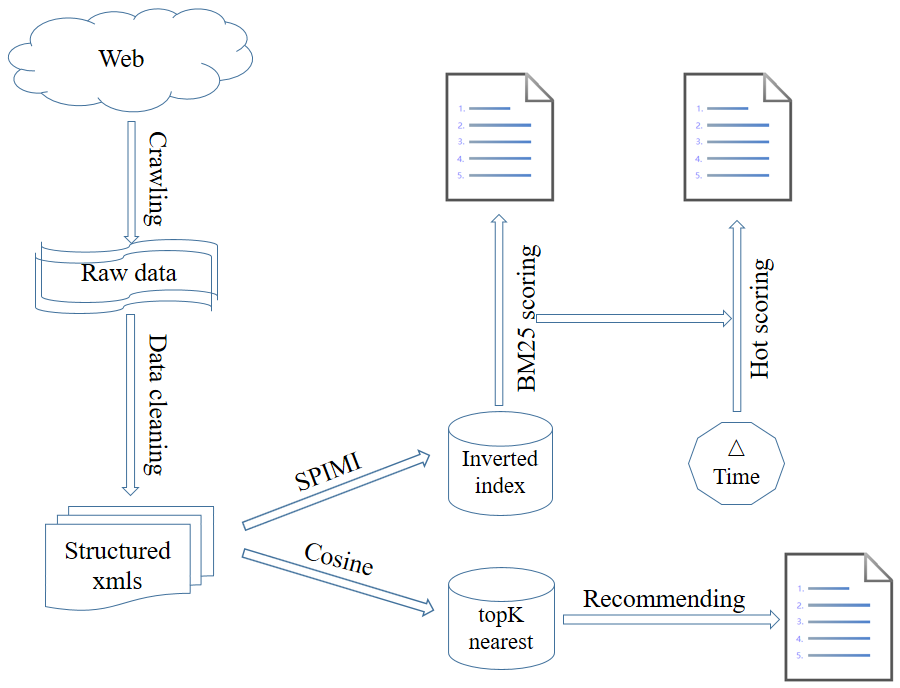 Web
Crawling
Raw data
Data cleaning
Structured
xmls
SPIMI
Cosine
Inverted
index
BM25 scoring
1.
2.
3.
4.
5.
△
Time
Hot scoring
1.
2.
3.
4.
5.
topK
nearest
Recommending
1.
2.
3.
4.
5.